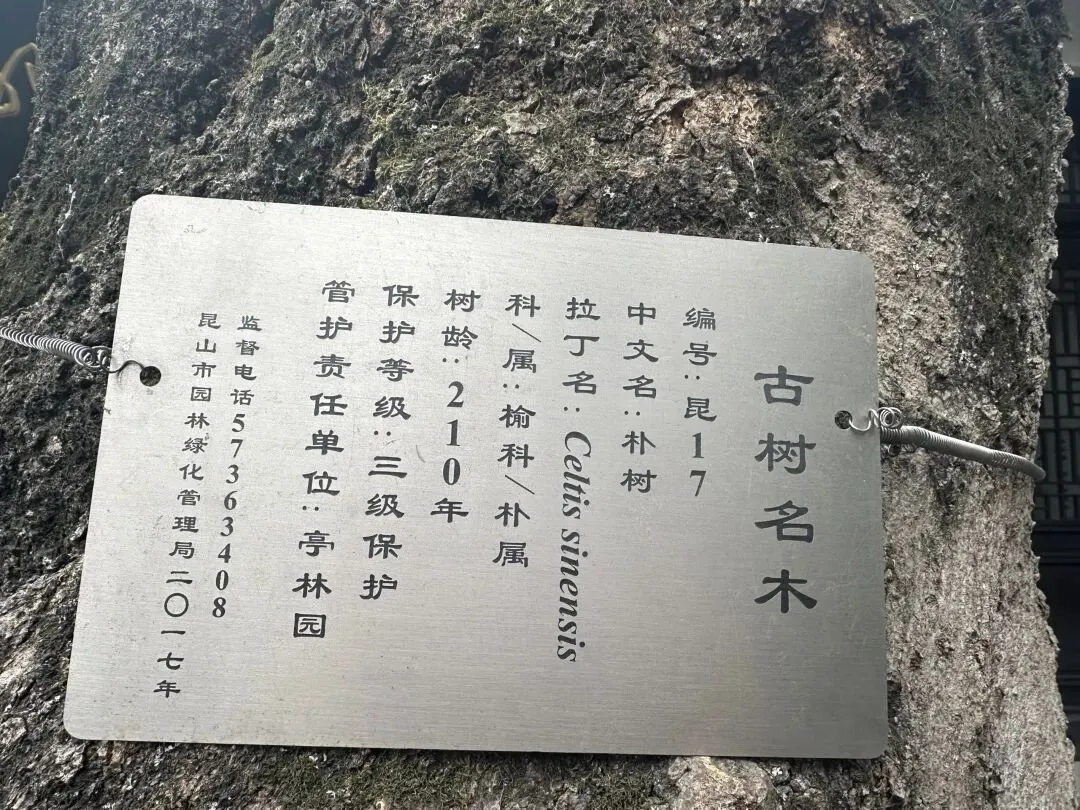 古树名木
编号:昆17
中文名:朴树
拉丁名:Celtis sinensis
科/属:榆科/朴属
树龄:210年
保护等级:三级保护
管护责任单位:亭林园
监督电话57363408
昆山市园林绿化管理局二〇一七年